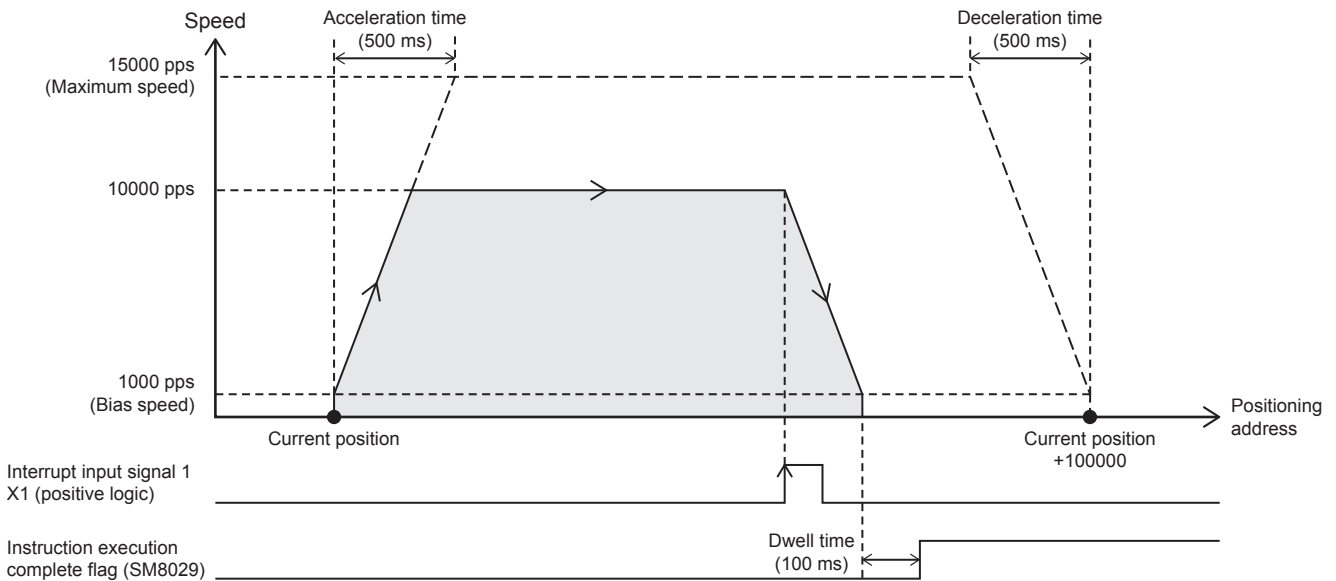 Speed
Acceleration time
(500 ms)
Deceleration time
(500 ms)
15000 pps
(Maximum speed)
10000 pps
1000 pps
(Bias speed)
Positioning
address
Current position
Current position
+100000
Interrupt input signal 1
X1 (positive logic)
Dwell time
(100 ms)
Instruction execution
complete flag (SM8029)